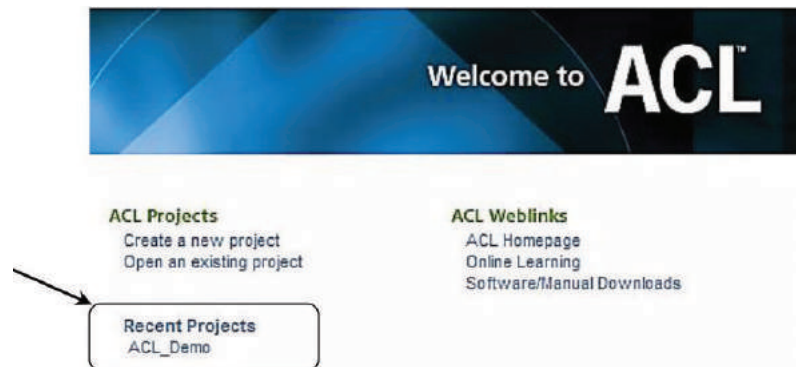 Welcome to ACL™
ACL Projects
Create a new project
Open an existing project
Recent Projects
ACL_Demo
ACL Weblinks
ACL Homepage
Online Learning
Software/Manual Downloads